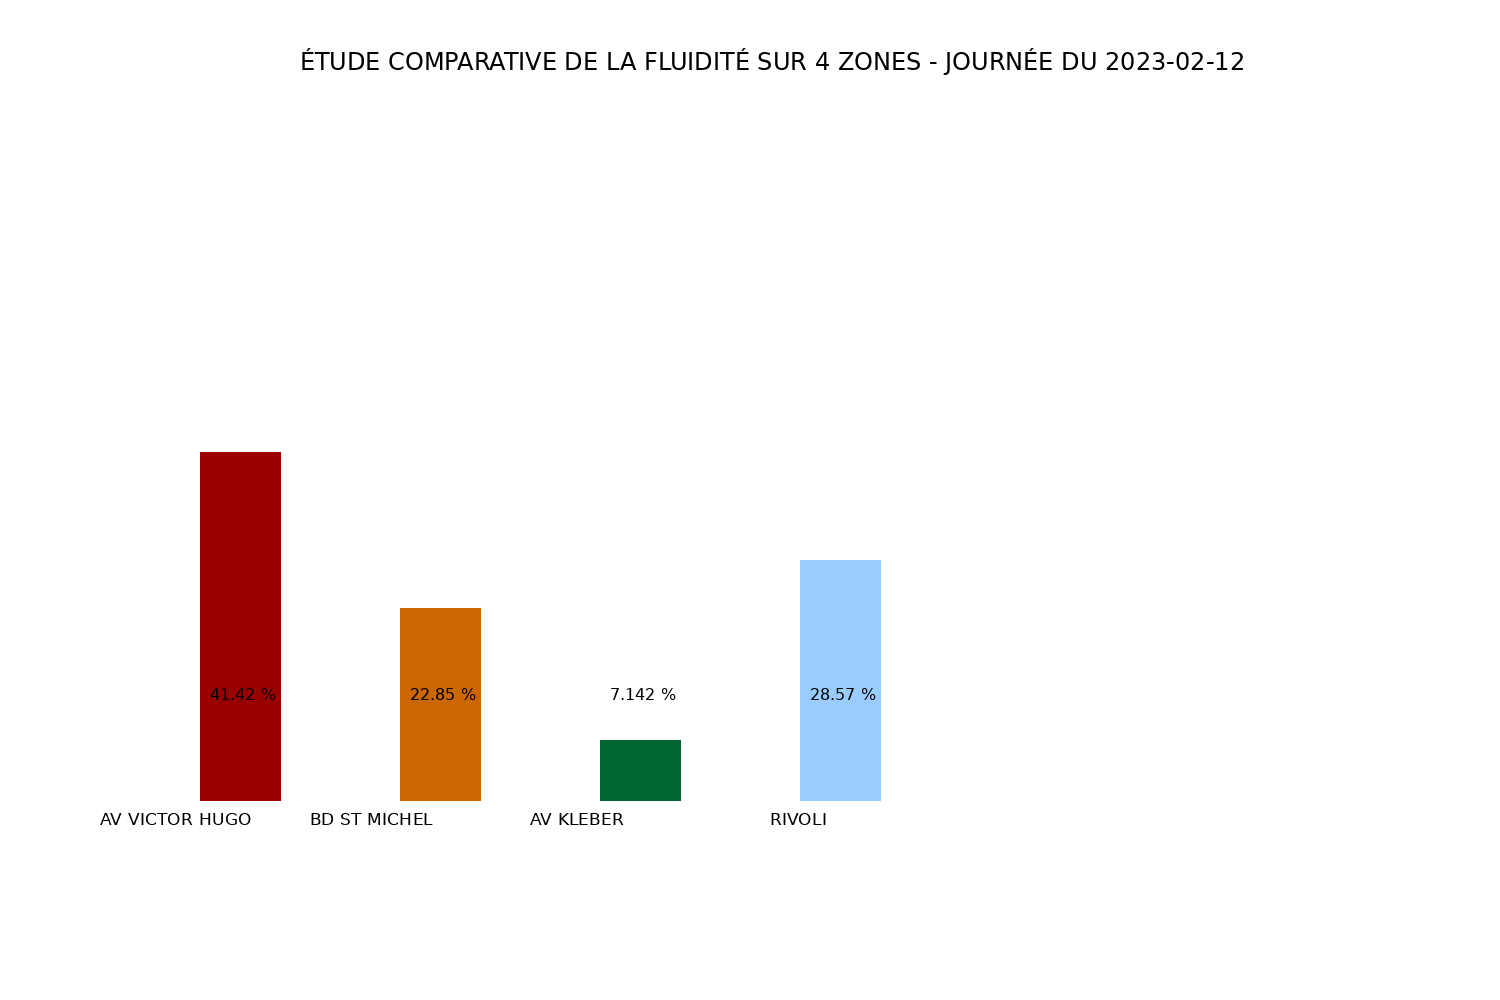 ÉTUDE COMPARATIVE DE LA FLUIDITÉ SUR 4 ZONES - JOURNÉE DU 2023-02-12
41.42 % 22.85 % 7.142 % 28.57 %
AV VICTOR HUGO BD ST MICHEL AV KLEBER RIVOLI